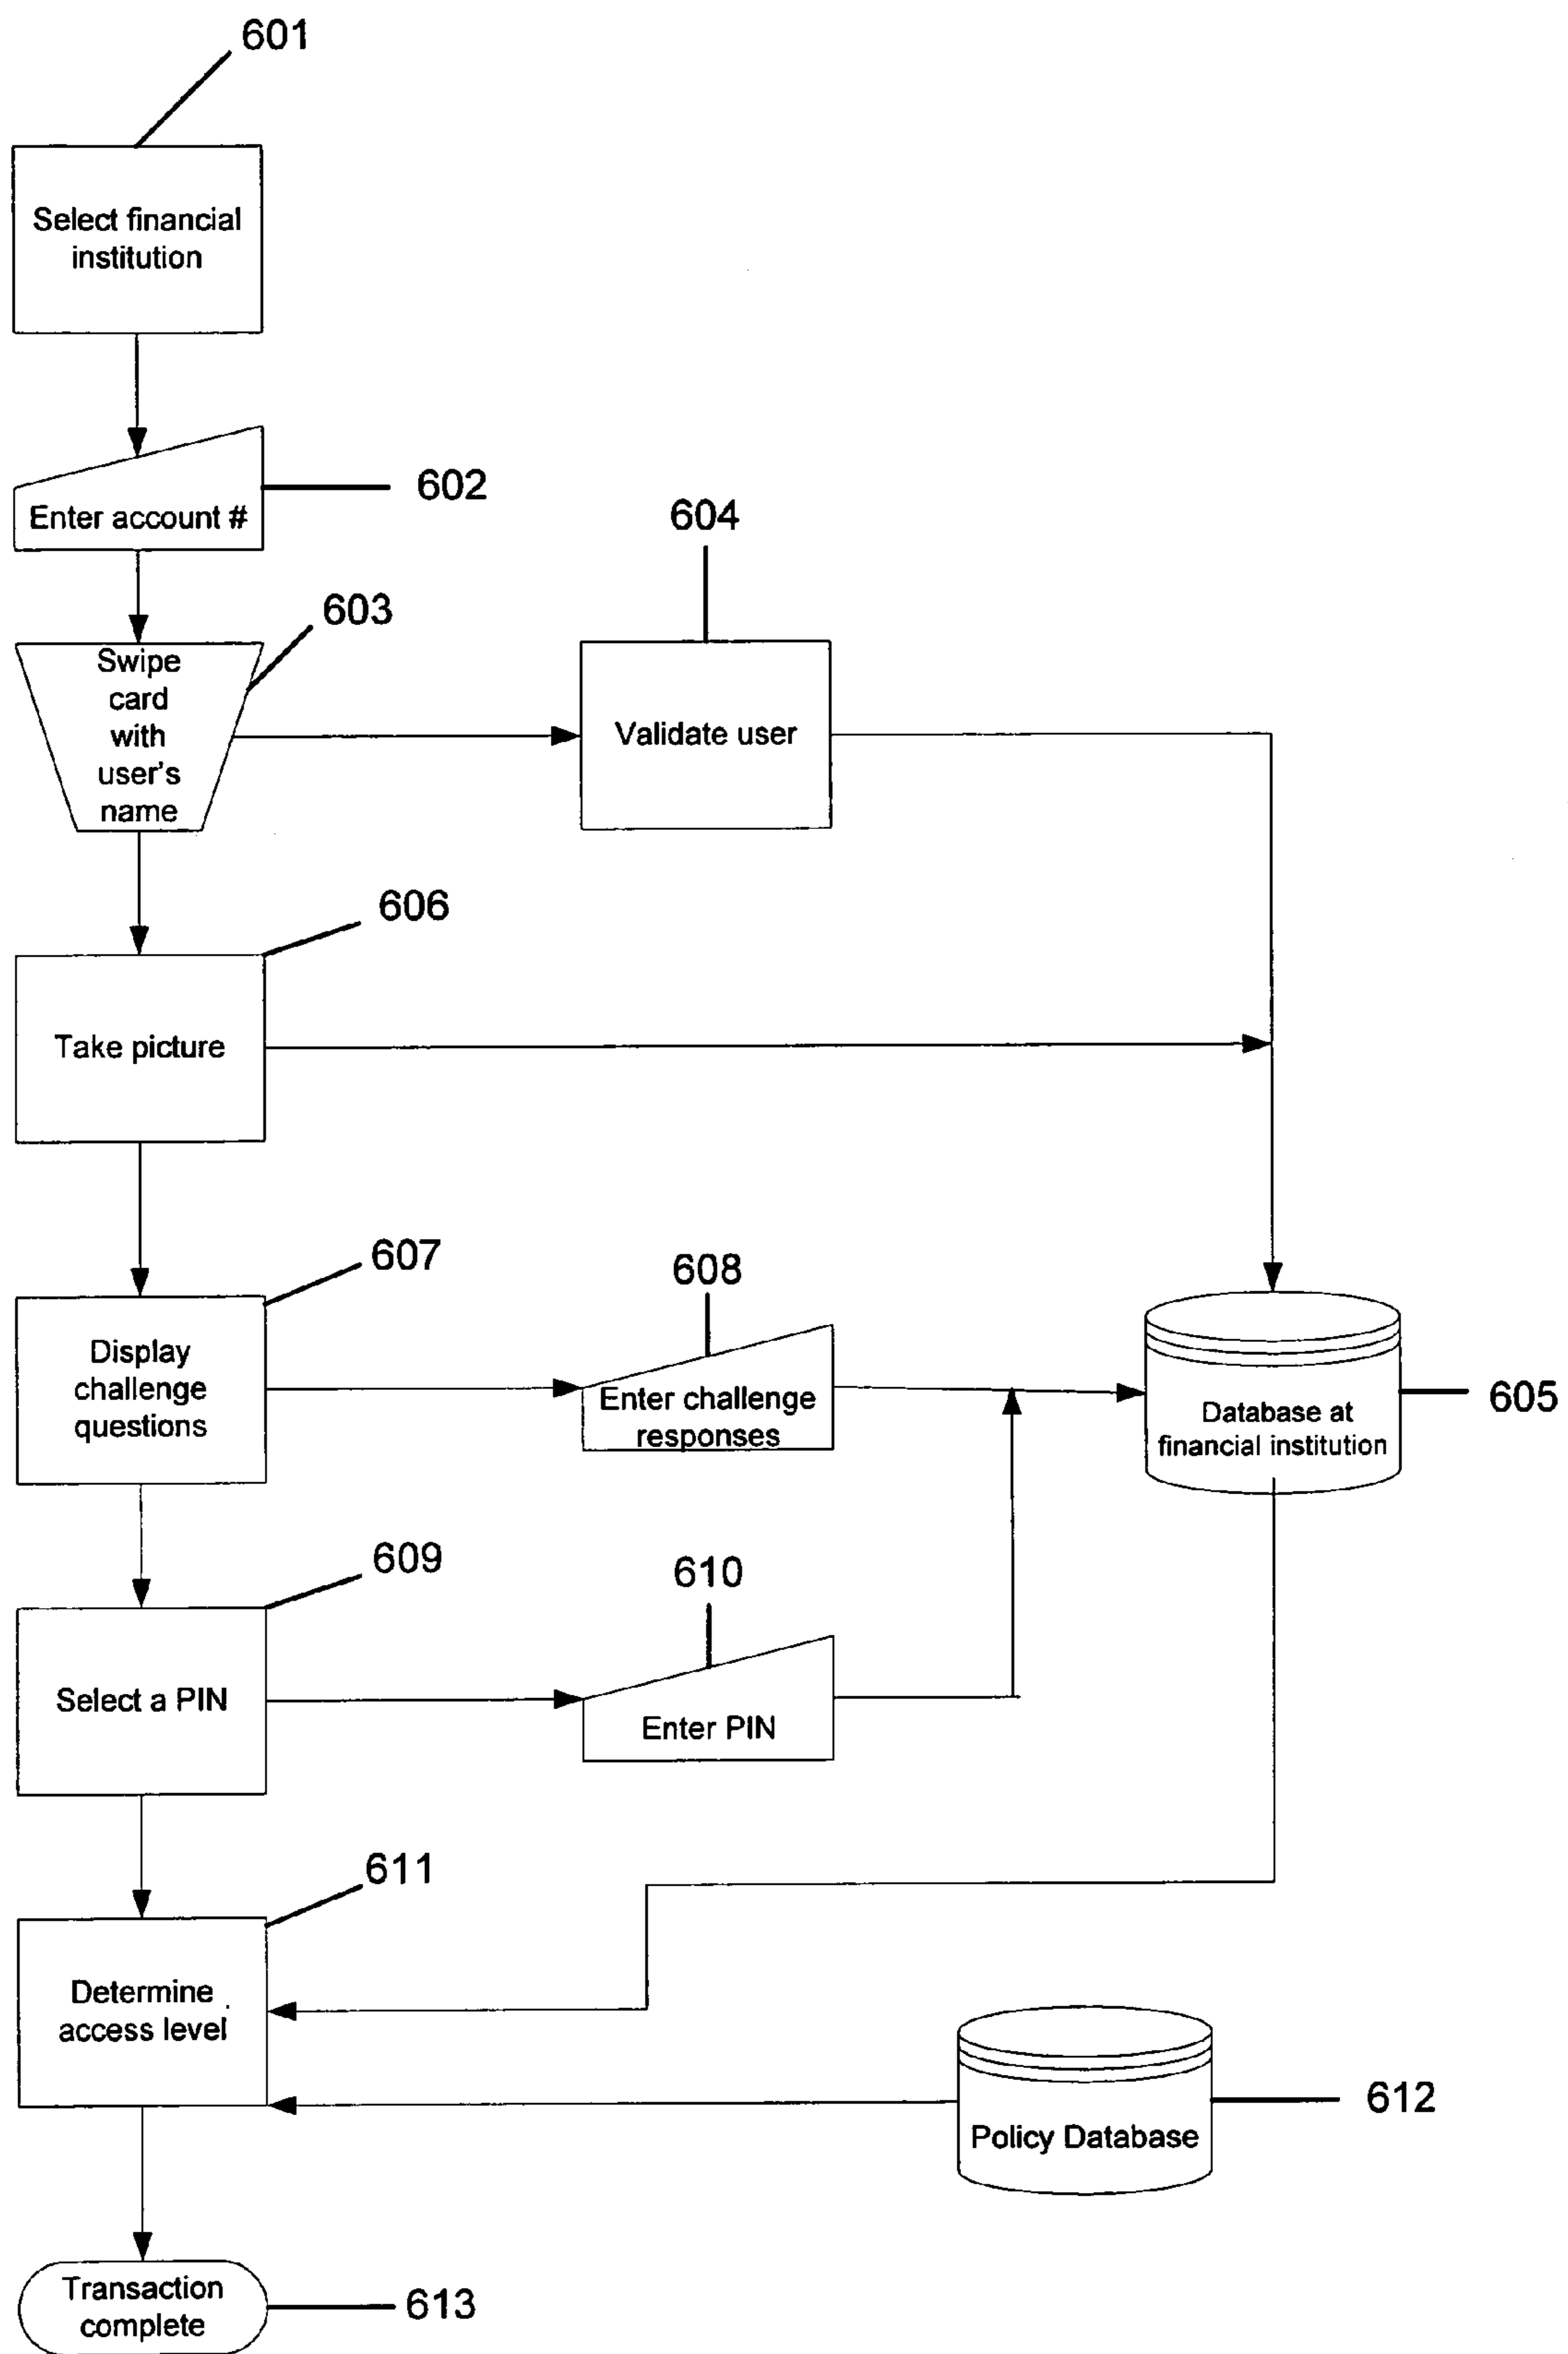 601
Select financial
institution
602
Enter account #
603
Swipe
card
with
user's
name
604
Validate user
606
Take picture
607
Display
challenge
questions
608
Enter challenge
responses
605
Database at
financial institution
609
Select a PIN
610
Enter PIN
611
Determine
access level
612
Policy Database
Transaction
complete
613